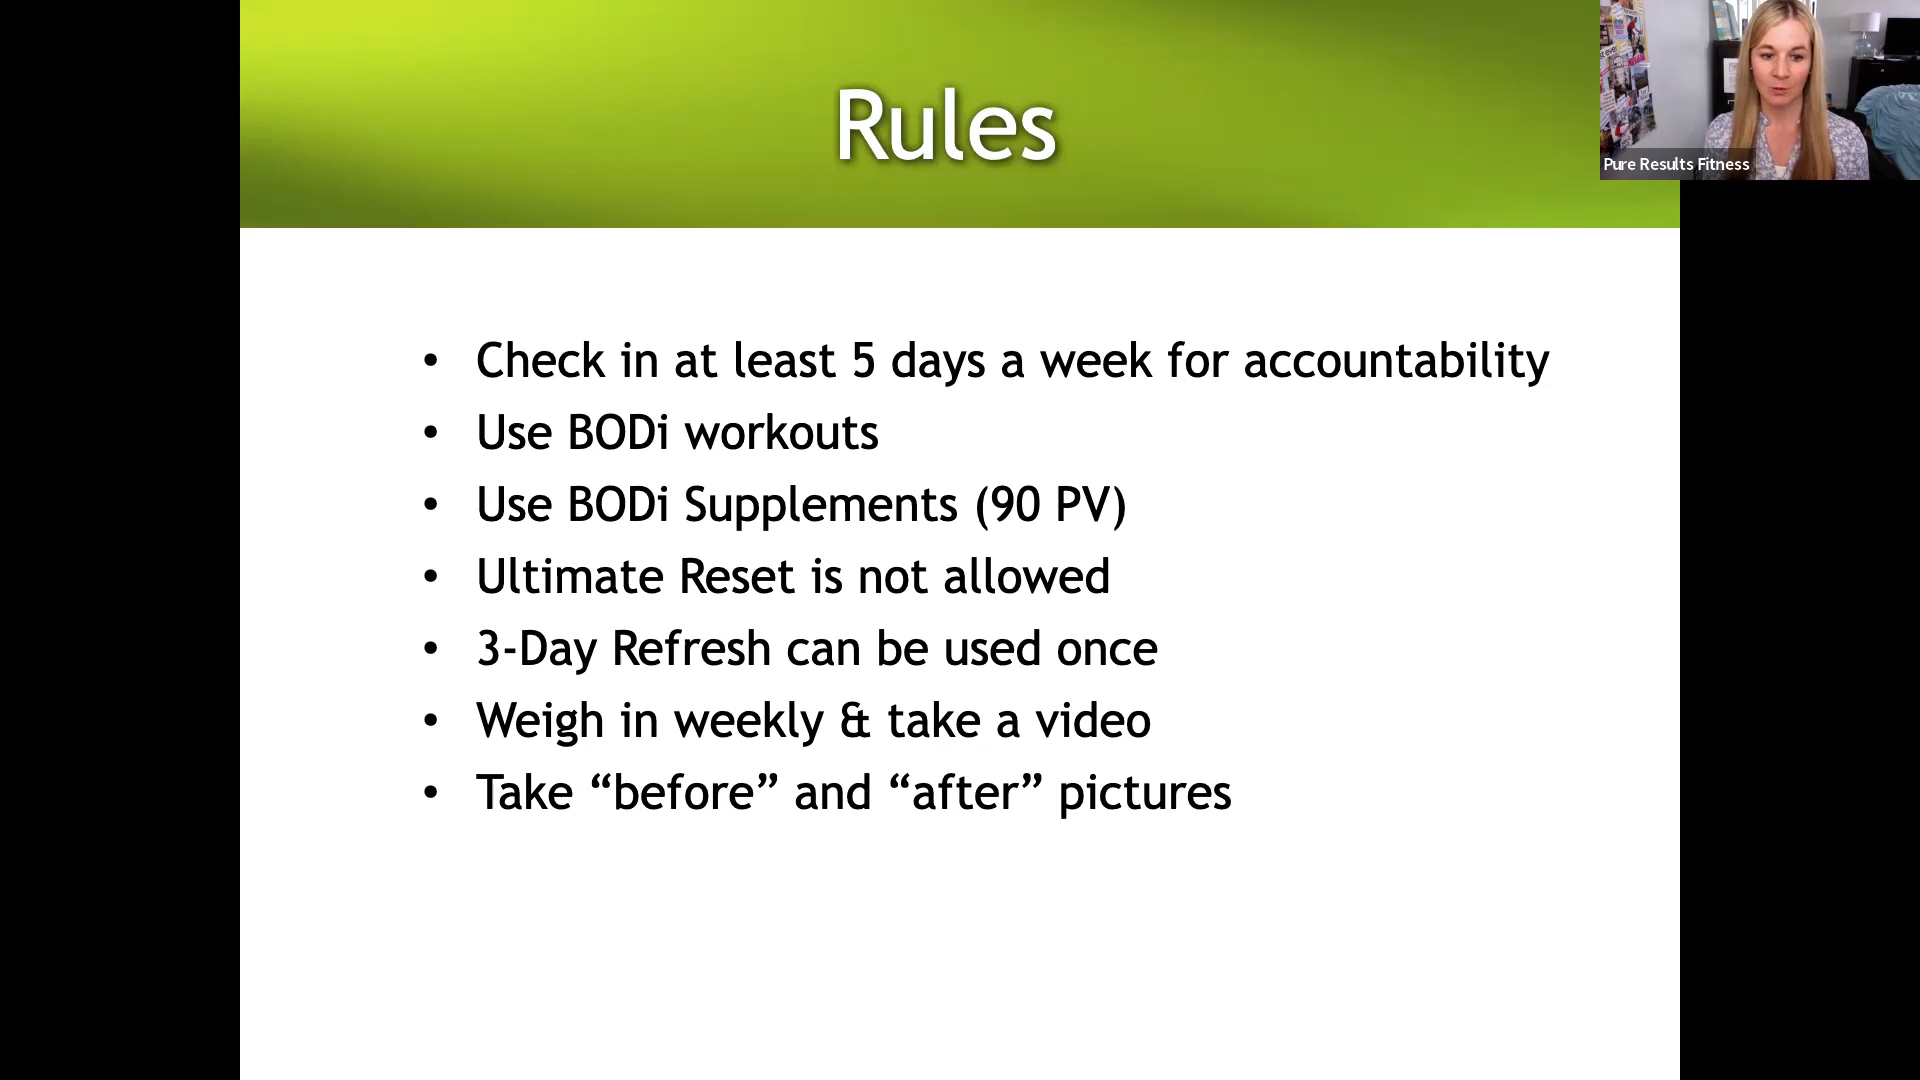 Rules
Pure Results Fitness
• Check in at least 5 days a week for accountability
• Use BODi workouts
• Use BODi Supplements (90 PV)
• Ultimate Reset is not allowed
• 3-Day Refresh can be used once
• Weigh in weekly & take a video
• Take “before” and “after” pictures